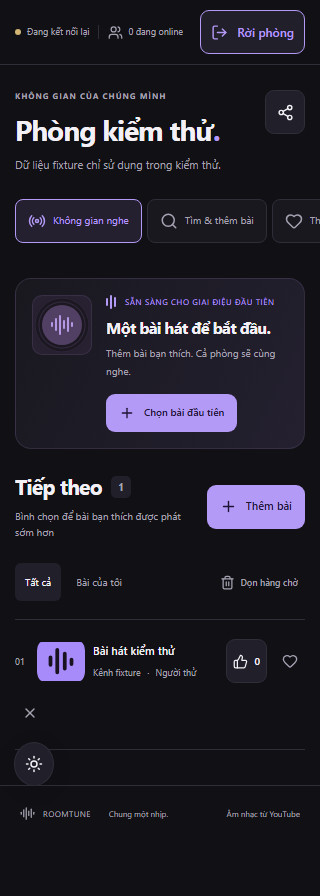 Đang kết nối lại
0 đang online
Rời phòng
KHÔNG GIAN CỦA CHÚNG MÌNH
Phòng kiểm thử.
Dữ liệu fixture chỉ sử dụng trong kiểm thử.
Không gian nghe
Tìm & thêm bài
Th
SẴN SÀNG CHO GIAI ĐIỆU ĐẦU TIÊN
Một bài hát để bắt đầu.
Thêm bài bạn thích. Cả phòng sẽ cùng
nghe.
Chọn bài đầu tiên
Tiếp theo 1
Bình chọn để bài bạn thích được phát
sớm hơn
Thêm bài
Tất cả
Bài của tôi
Dọn hàng chờ
01
Bài hát kiểm thử
Kênh fixture · Người thử
0
ROOMTUNE
Chung một nhịp.
Âm nhạc từ YouTube